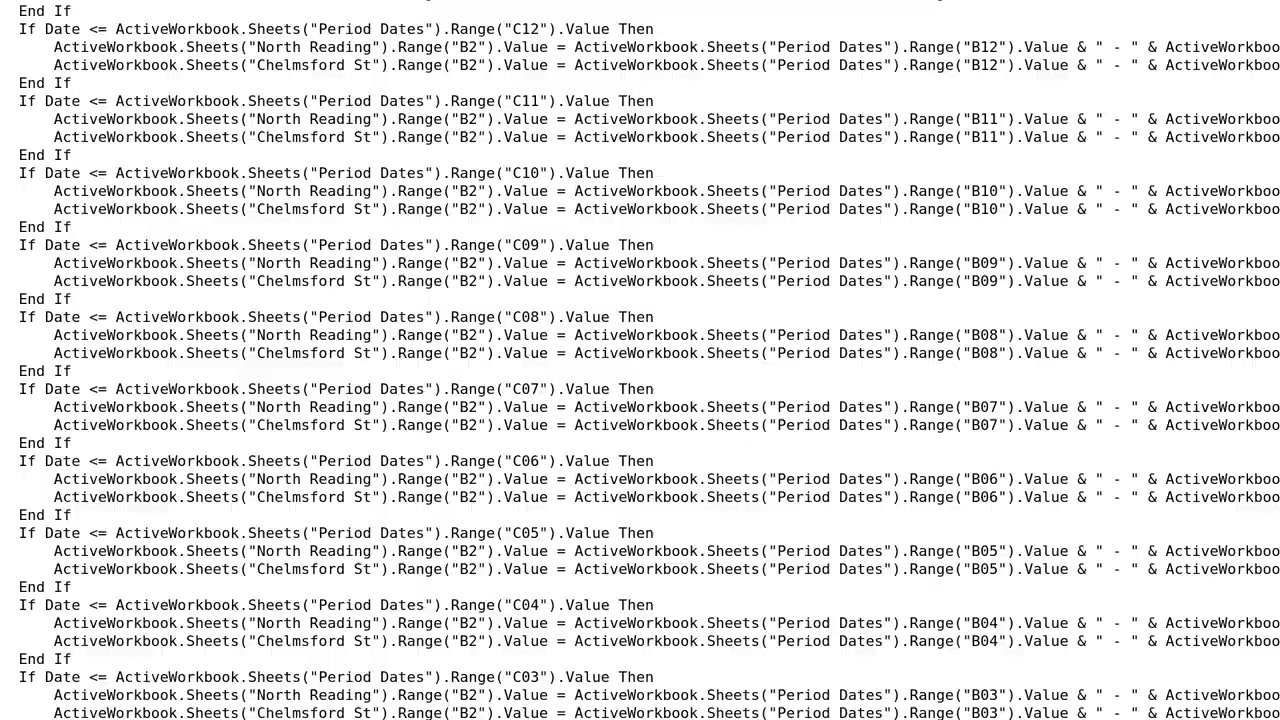 End If
If Date <= ActiveWorkbook.Sheets("Period Dates").Range("C12").Value Then
ActiveWorkbook.Sheets("North Reading").Range("B2").Value = ActiveWorkbook.Sheets("Period Dates").Range("B12").Value & " - " & ActiveWorkboo
ActiveWorkbook.Sheets("Chelmsford St").Range("B2").Value = ActiveWorkbook.Sheets("Period Dates").Range("B12").Value & " - " & ActiveWorkboo
End If
If Date <= ActiveWorkbook.Sheets("Period Dates").Range("C11").Value Then
ActiveWorkbook.Sheets("North Reading").Range("B2").Value = ActiveWorkbook.Sheets("Period Dates").Range("B11").Value & " - " & ActiveWorkboo
ActiveWorkbook.Sheets("Chelmsford St").Range("B2").Value = ActiveWorkbook.Sheets("Period Dates").Range("B11").Value & " - " & ActiveWorkboo
End If
If Date <= ActiveWorkbook.Sheets("Period Dates").Range("C10").Value Then
ActiveWorkbook.Sheets("North Reading").Range("B2").Value = ActiveWorkbook.Sheets("Period Dates").Range("B10").Value & " - " & ActiveWorkboo
ActiveWorkbook.Sheets("Chelmsford St").Range("B2").Value = ActiveWorkbook.Sheets("Period Dates").Range("B10").Value & " - " & ActiveWorkboo
End If
If Date <= ActiveWorkbook.Sheets("Period Dates").Range("C09").Value Then
ActiveWorkbook.Sheets("North Reading").Range("B2").Value = ActiveWorkbook.Sheets("Period Dates").Range("B09").Value & " - " & ActiveWorkboo
ActiveWorkbook.Sheets("Chelmsford St").Range("B2").Value = ActiveWorkbook.Sheets("Period Dates").Range("B09").Value & " - " & ActiveWorkboo
End If
If Date <= ActiveWorkbook.Sheets("Period Dates").Range("C08").Value Then
ActiveWorkbook.Sheets("North Reading").Range("B2").Value = ActiveWorkbook.Sheets("Period Dates").Range("B08").Value & " - " & ActiveWorkboo
ActiveWorkbook.Sheets("Chelmsford St").Range("B2").Value = ActiveWorkbook.Sheets("Period Dates").Range("B08").Value & " - " & ActiveWorkboo
End If
If Date <= ActiveWorkbook.Sheets("Period Dates").Range("C07").Value Then
ActiveWorkbook.Sheets("North Reading").Range("B2").Value = ActiveWorkbook.Sheets("Period Dates").Range("B07").Value & " - " & ActiveWorkboo
ActiveWorkbook.Sheets("Chelmsford St").Range("B2").Value = ActiveWorkbook.Sheets("Period Dates").Range("B07").Value & " - " & ActiveWorkboo
End If
If Date <= ActiveWorkbook.Sheets("Period Dates").Range("C06").Value Then
ActiveWorkbook.Sheets("North Reading").Range("B2").Value = ActiveWorkbook.Sheets("Period Dates").Range("B06").Value & " - " & ActiveWorkboo
ActiveWorkbook.Sheets("Chelmsford St").Range("B2").Value = ActiveWorkbook.Sheets("Period Dates").Range("B06").Value & " - " & ActiveWorkboo
End If
If Date <= ActiveWorkbook.Sheets("Period Dates").Range("C05").Value Then
ActiveWorkbook.Sheets("North Reading").Range("B2").Value = ActiveWorkbook.Sheets("Period Dates").Range("B05").Value & " - " & ActiveWorkboo
ActiveWorkbook.Sheets("Chelmsford St").Range("B2").Value = ActiveWorkbook.Sheets("Period Dates").Range("B05").Value & " - " & ActiveWorkboo
End If
If Date <= ActiveWorkbook.Sheets("Period Dates").Range("C04").Value Then
ActiveWorkbook.Sheets("North Reading").Range("B2").Value = ActiveWorkbook.Sheets("Period Dates").Range("B04").Value & " - " & ActiveWorkboo
ActiveWorkbook.Sheets("Chelmsford St").Range("B2").Value = ActiveWorkbook.Sheets("Period Dates").Range("B04").Value & " - " & ActiveWorkboo
End If
If Date <= ActiveWorkbook.Sheets("Period Dates").Range("C03").Value Then
ActiveWorkbook.Sheets("North Reading").Range("B2").Value = ActiveWorkbook.Sheets("Period Dates").Range("B03").Value & " - " & ActiveWorkboo
ActiveWorkbook.Sheets("Chelmsford St").Range("B2").Value = ActiveWorkbook.Sheets("Period Dates").Range("B03").Value & " - " & ActiveWorkboo